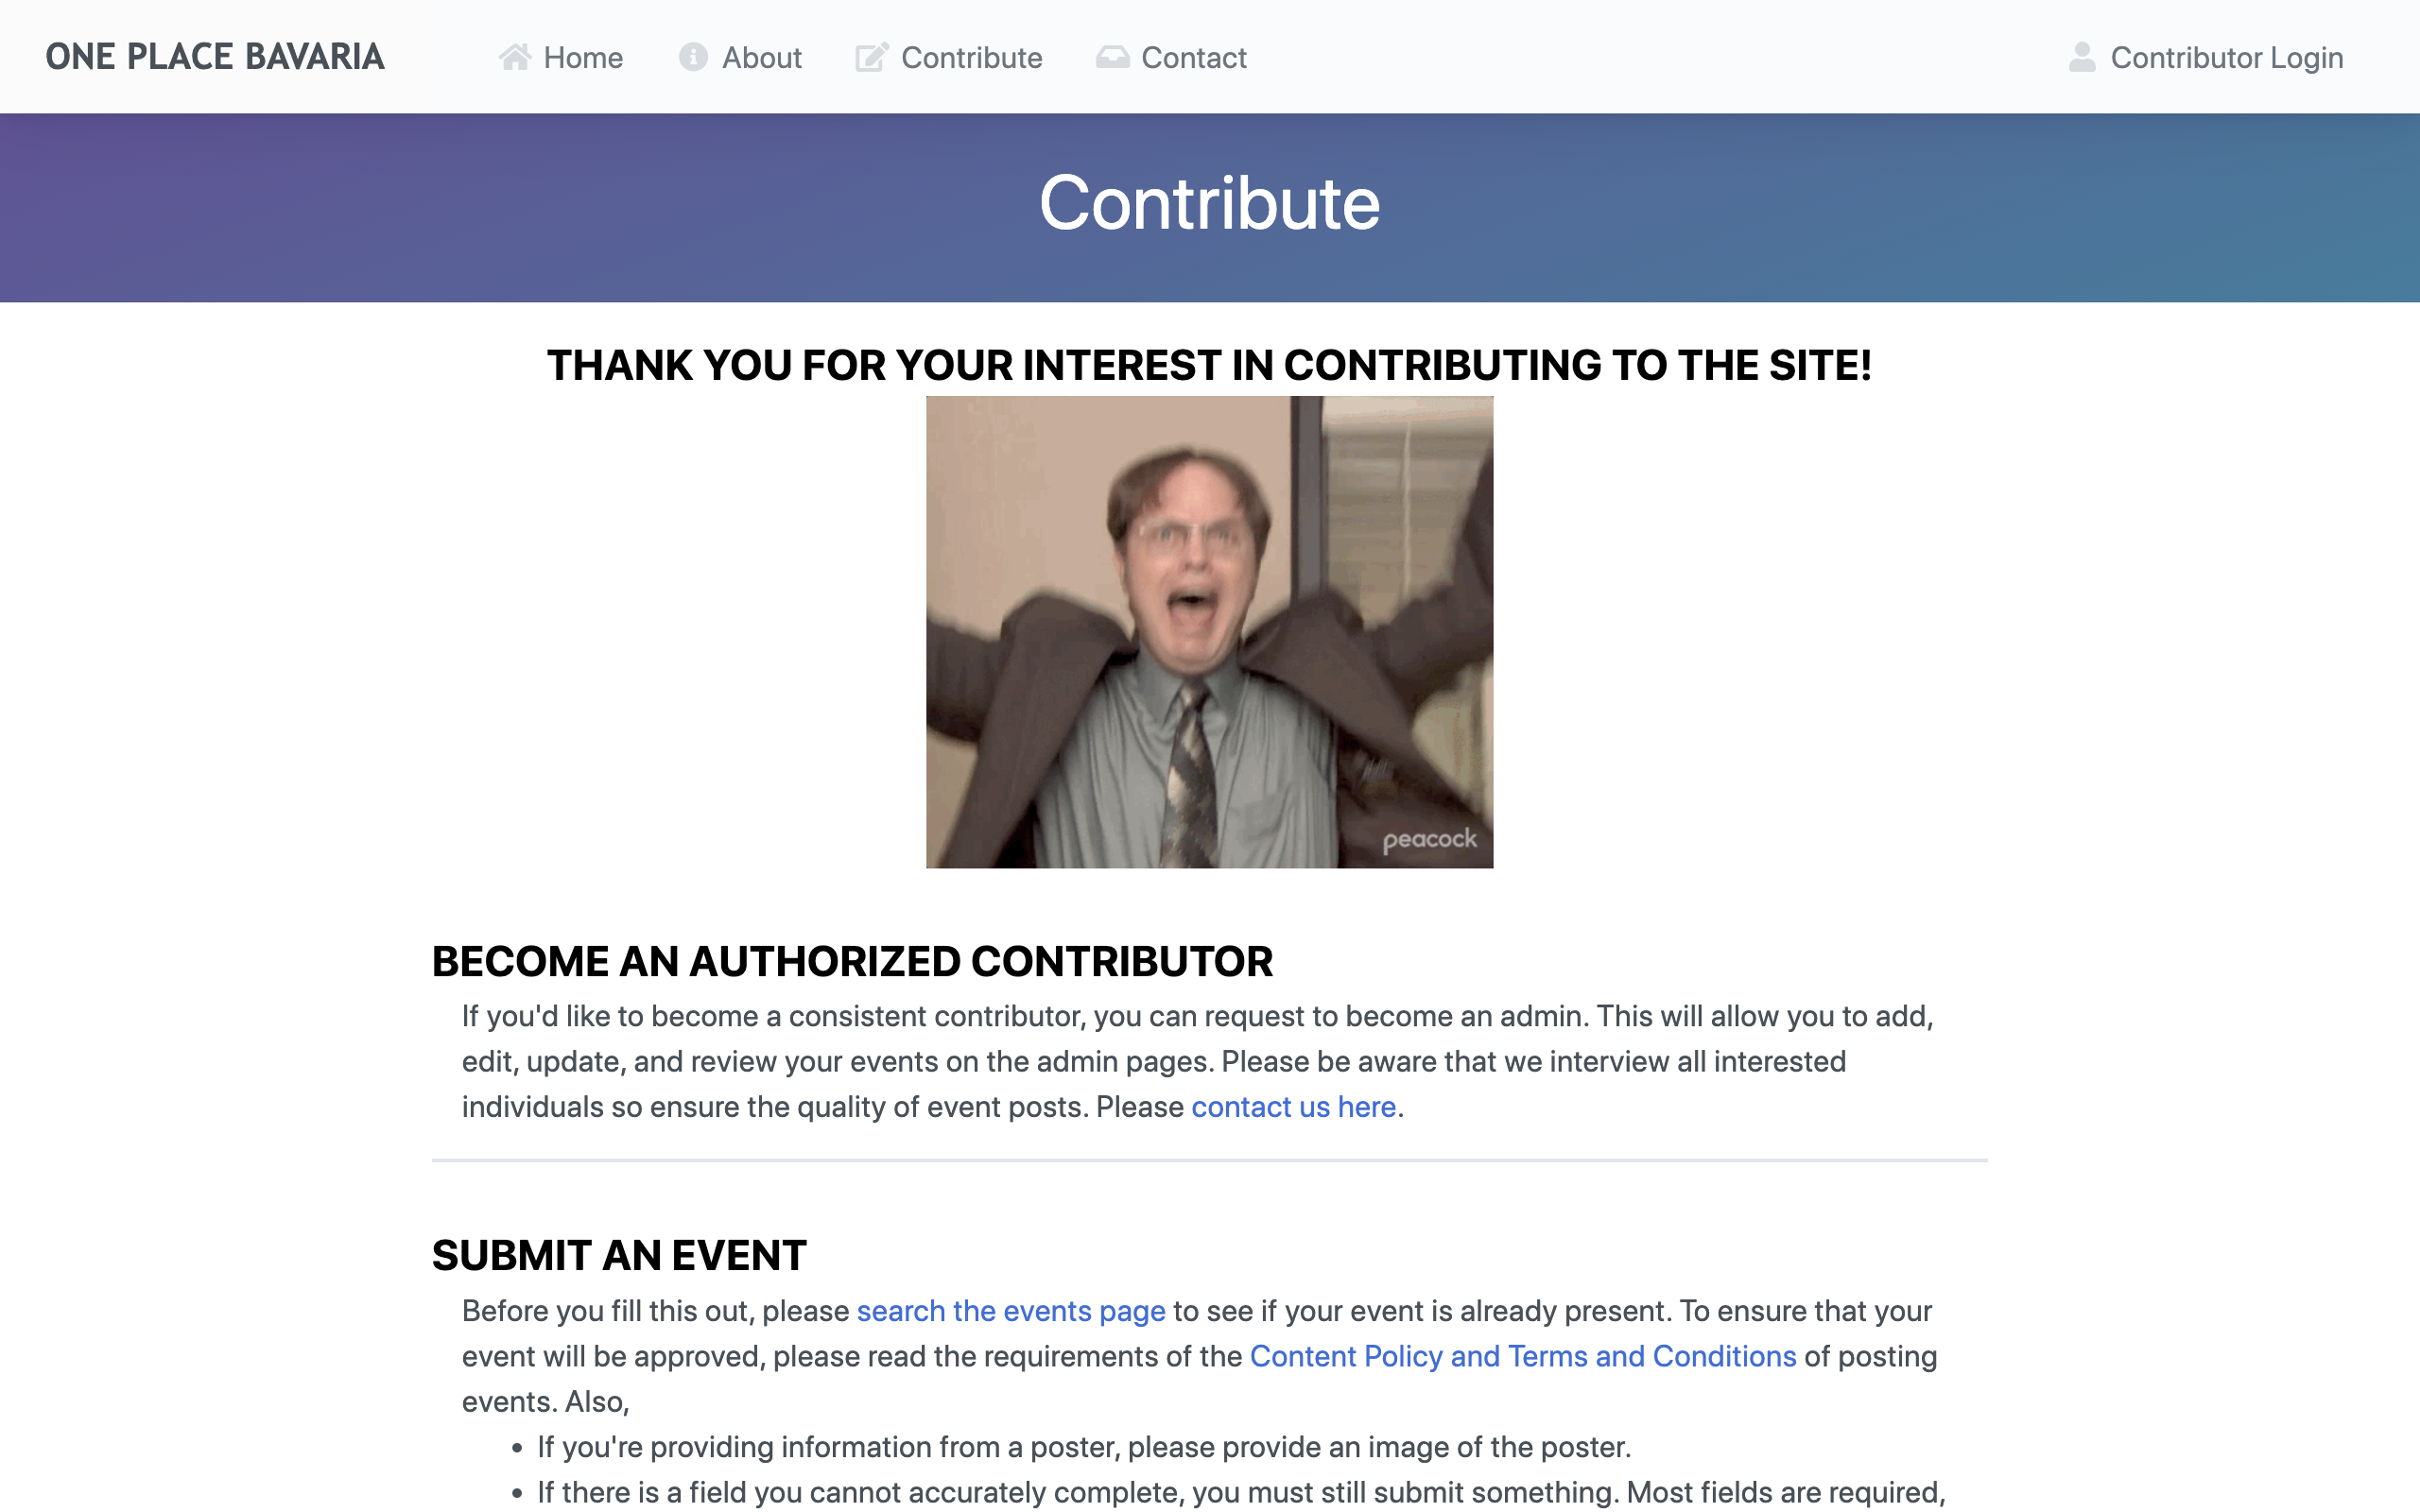 ONE PLACE BAVARIA
Home
About
Contribute
Contact
Contributor Login
Contribute
THANK YOU FOR YOUR INTEREST IN CONTRIBUTING TO THE SITE!
peacock
BECOME AN AUTHORIZED CONTRIBUTOR
If you'd like to become a consistent contributor, you can request to become an admin. This will allow you to add,
edit, update, and review your events on the admin pages. Please be aware that we interview all interested
individuals so ensure the quality of event posts. Please contact us here.
SUBMIT AN EVENT
Before you fill this out, please search the events page to see if your event is already present. To ensure that your
event will be approved, please read the requirements of the Content Policy and Terms and Conditions of posting
events. Also,
• If you're providing information from a poster, please provide an image of the poster.
• If there is a field you cannot accurately complete, you must still submit something. Most fields are required,